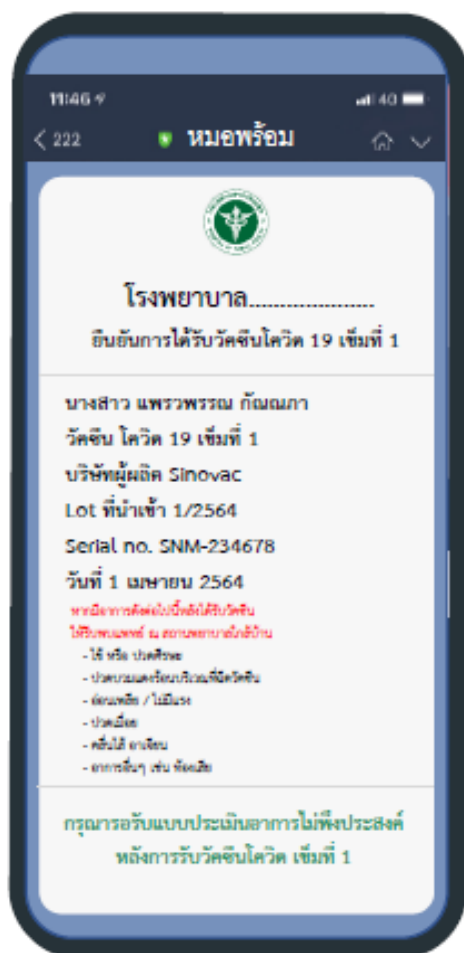 11:46
40
222
หมอพร้อม
โรงพยาบาล....................
ยืนยันการได้รับวัคซีนโควิด 19 เข็มที่ 1
นางสาว แพรวพรรณ กัณณภา
วัคซีน โควิด 19 เข็มที่ 1
บริษัทผู้ผลิต Sinovac
Lot ที่นำเข้า 1/2564
Serial no. SNM-234678
วันที่ 1 เมษายน 2564
หากมีอาการดังต่อไปนี้หลังได้รับวัคซีน
ให้รีบพบแพทย์ ณ สถานพยาบาลใกล้บ้าน
- ไข้ หรือ ปวดศีรษะ
- ปวดบวมแดงร้อนบริเวณที่ฉีดวัคซีน
- อ่อนเพลีย / ไม่มีแรง
- ปวดเมื่อย
- คลื่นไส้ อาเจียน
- อาการอื่นๆ เช่น ท้องเสีย
กรุณารอรับแบบประเมินอาการไม่พึงประสงค์
หลังการรับวัคซีนโควิด เข็มที่ 1